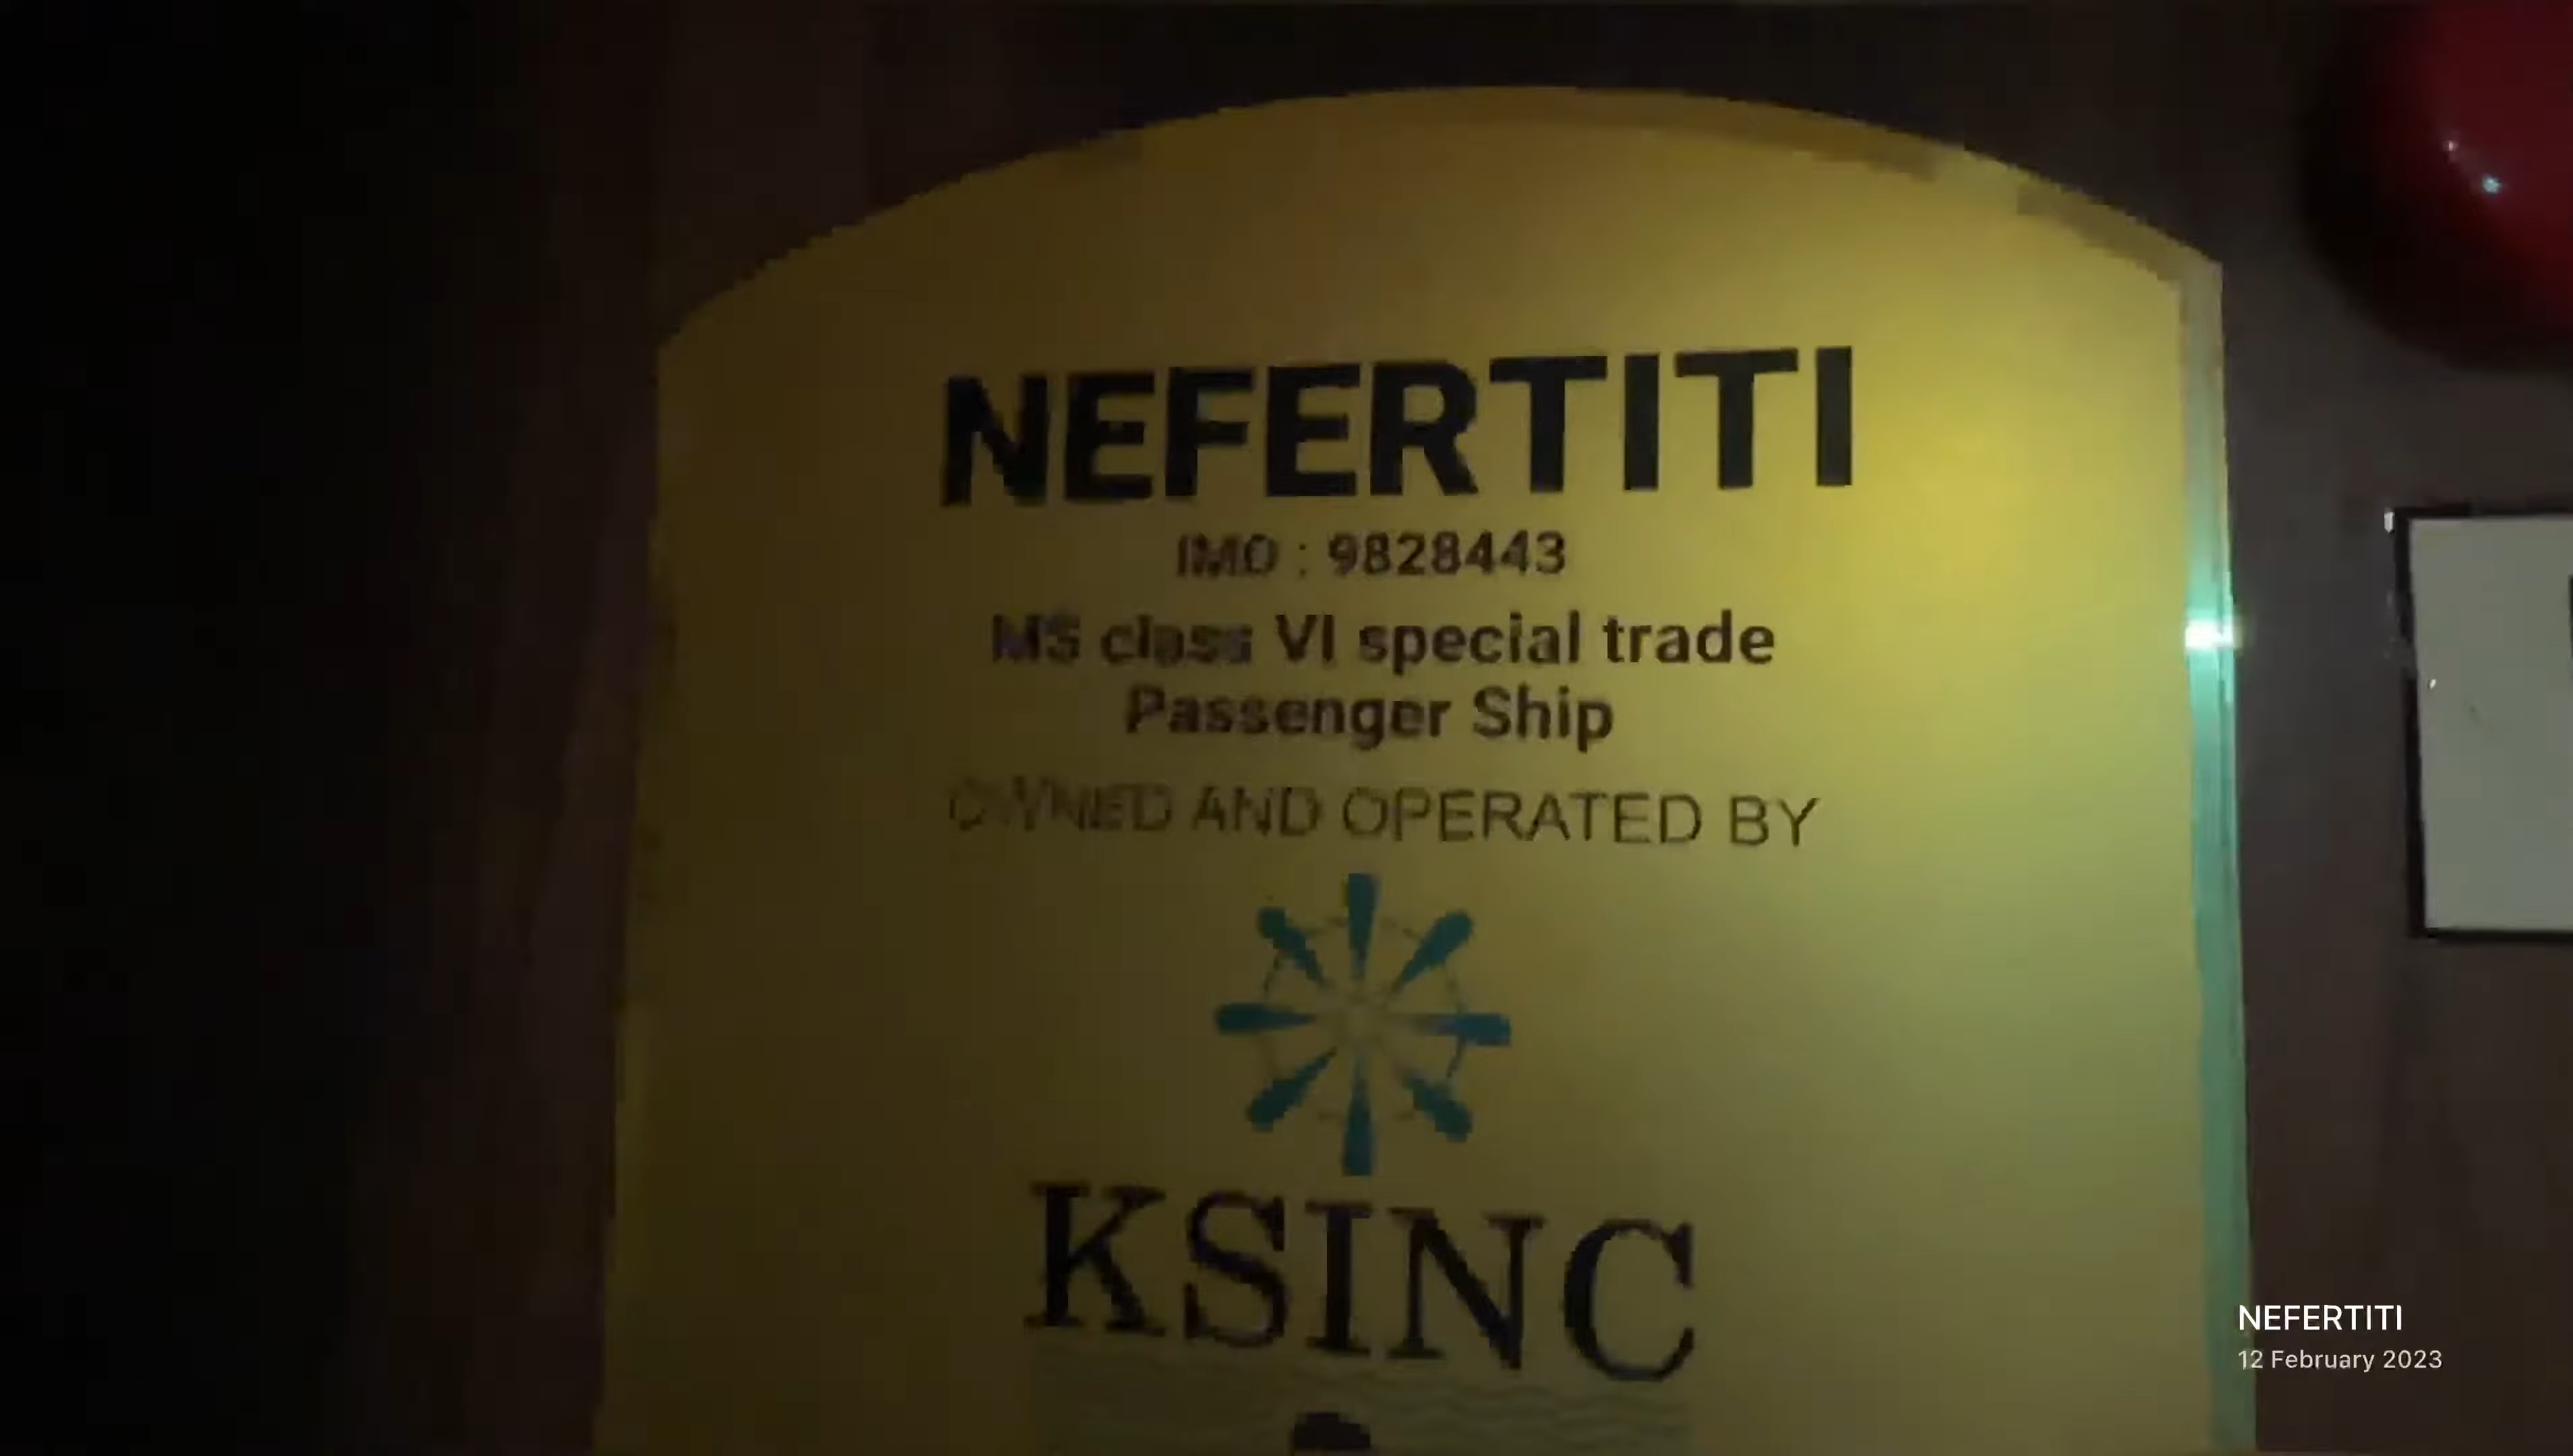 NEFERTITI
IMO : 9828443
MS class VI special trade
Passenger Ship
OWNED AND OPERATED BY
KSINC
NEFERTITI
12 February 2023